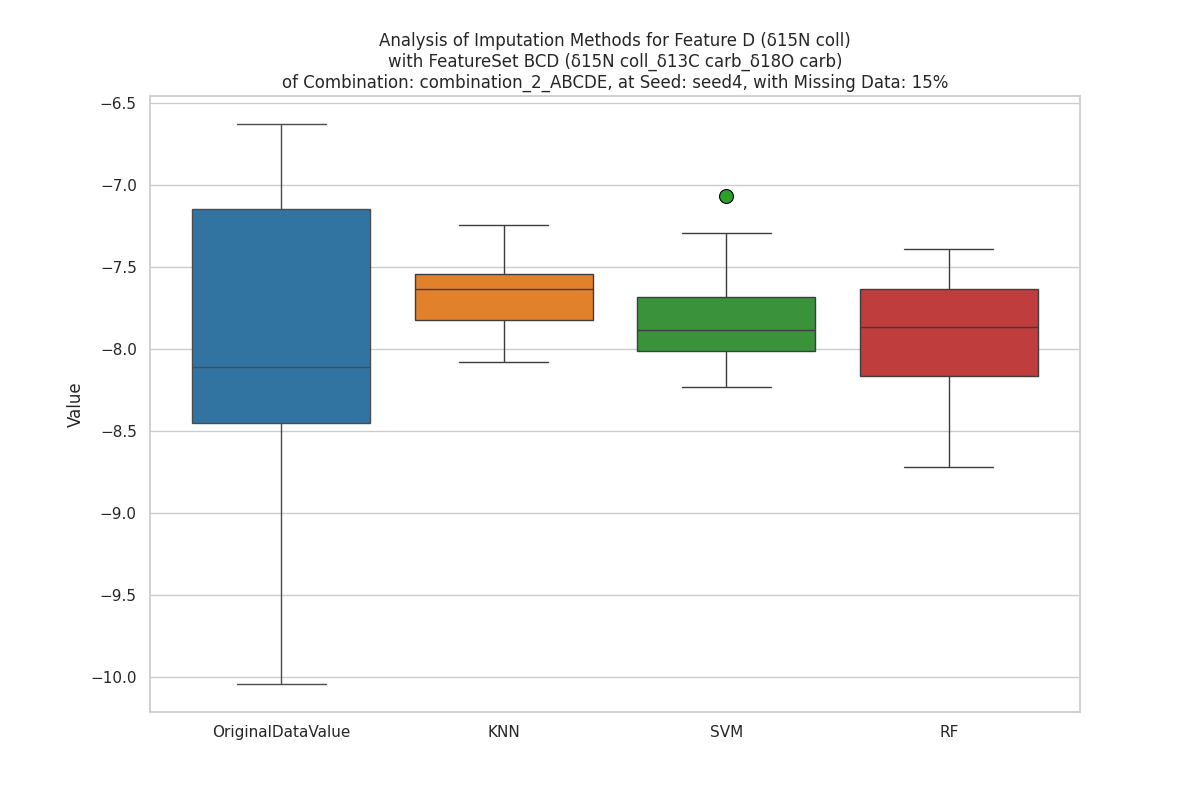 Analysis of Imputation Methods for Feature D (δ15N coll)
with FeatureSet BCD (δ15N coll_δ13C carb_δ18O carb)
of Combination: combination_2_ABCDE, at Seed: seed4, with Missing Data: 15%
−6.5
−7.0
−7.5
−8.0
−8.5
−9.0
−9.5
−10.0
Value
OriginalDataValue
KNN
SVM
RF